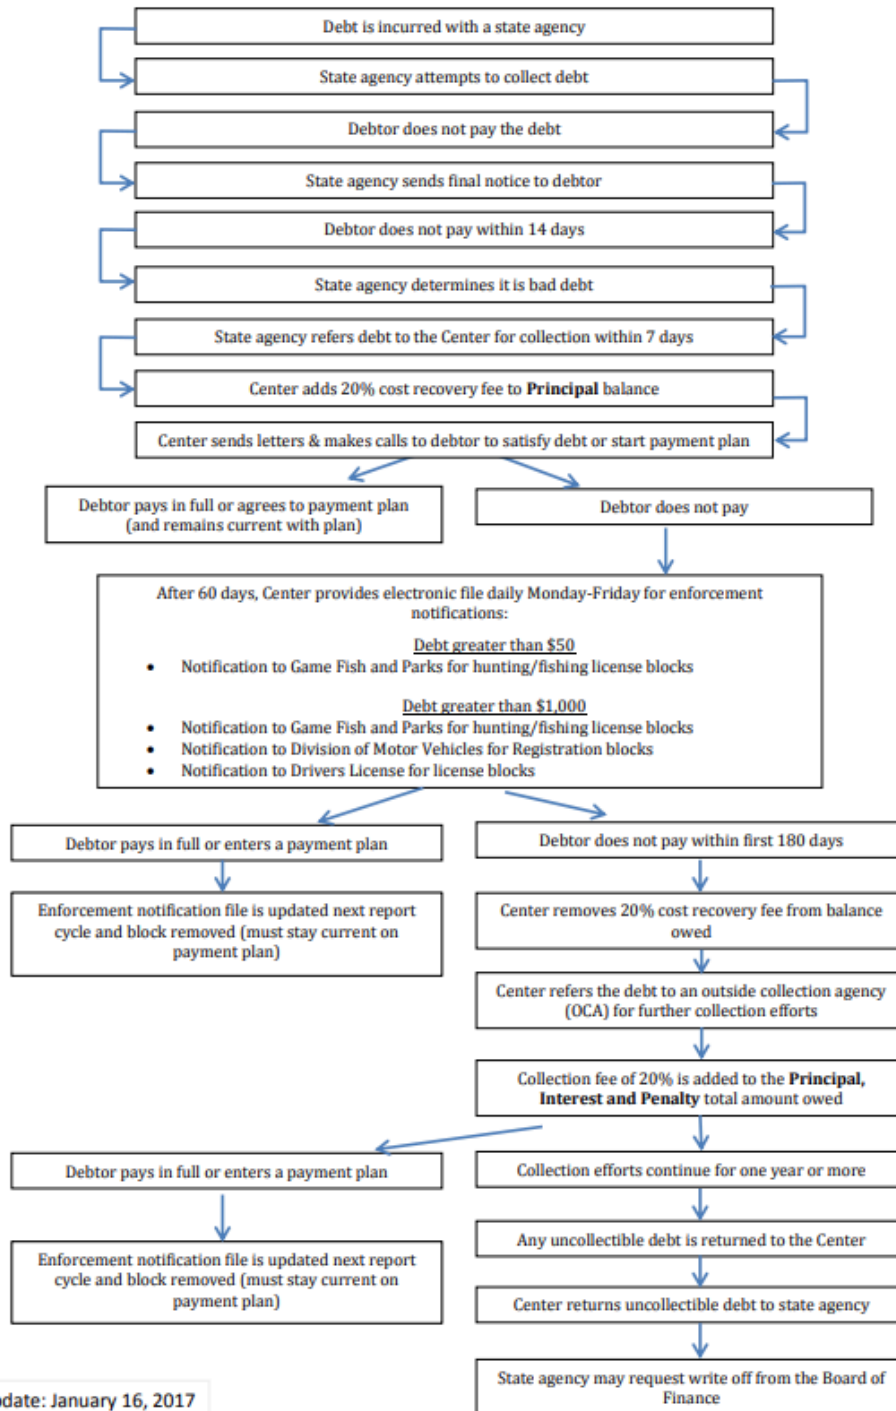 Debt is incurred with a state agency
State agency attempts to collect debt
Debtor does not pay the debt
State agency sends final notice to debtor
Debtor does not pay within 14 days
State agency determines it is bad debt
State agency refers debt to the Center for collection within 7 days
Center adds 20% cost recovery fee to Principal balance
Center sends letters & makes calls to debtor to satisfy debt or start payment plan
Debtor pays in full or agrees to payment plan
(and remains current with plan)
Debtor does not pay
After 60 days, Center provides electronic file daily Monday-Friday for enforcement
notifications:
Debt greater than $50
• Notification to Game Fish and Parks for hunting/fishing license blocks
Debt greater than $1,000
• Notification to Game Fish and Parks for hunting/fishing license blocks
• Notification to Division of Motor Vehicles for Registration blocks
• Notification to Drivers License for license blocks
Debtor pays in full or enters a payment plan
Enforcement notification file is updated next report
cycle and block removed (must stay current on
payment plan)
Debtor does not pay within first 180 days
Center removes 20% cost recovery fee from balance
owed
Center refers the debt to an outside collection agency
(OCA) for further collection efforts
Collection fee of 20% is added to the Principal,
Interest and Penalty total amount owed
Debtor pays in full or enters a payment plan
Enforcement notification file is updated next report
cycle and block removed (must stay current on
payment plan)
Collection efforts continue for one year or more
Any uncollectible debt is returned to the Center
Center returns uncollectible debt to state agency
State agency may request write off from the Board of
Finance
date: January 16, 2017